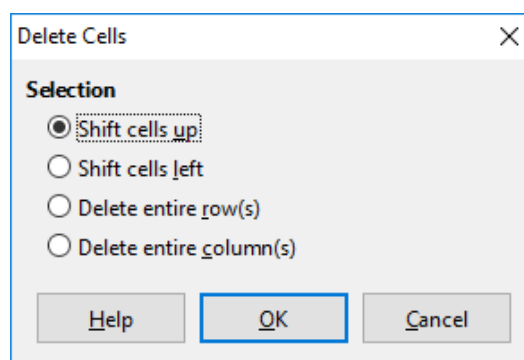 Delete Cells
Selection
Shift cells up
Shift cells left
Delete entire row(s)
Delete entire column(s)
Help OK Cancel